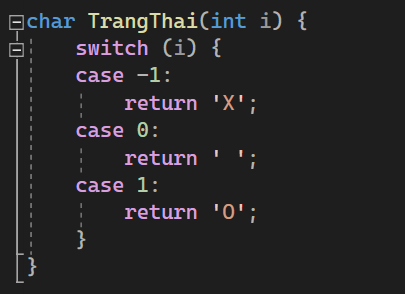 char TrangThai(int i) {
    switch (i) {
    case -1:
        return 'X';
    case 0:
        return ' ';
    case 1:
        return 'O';
    }
}